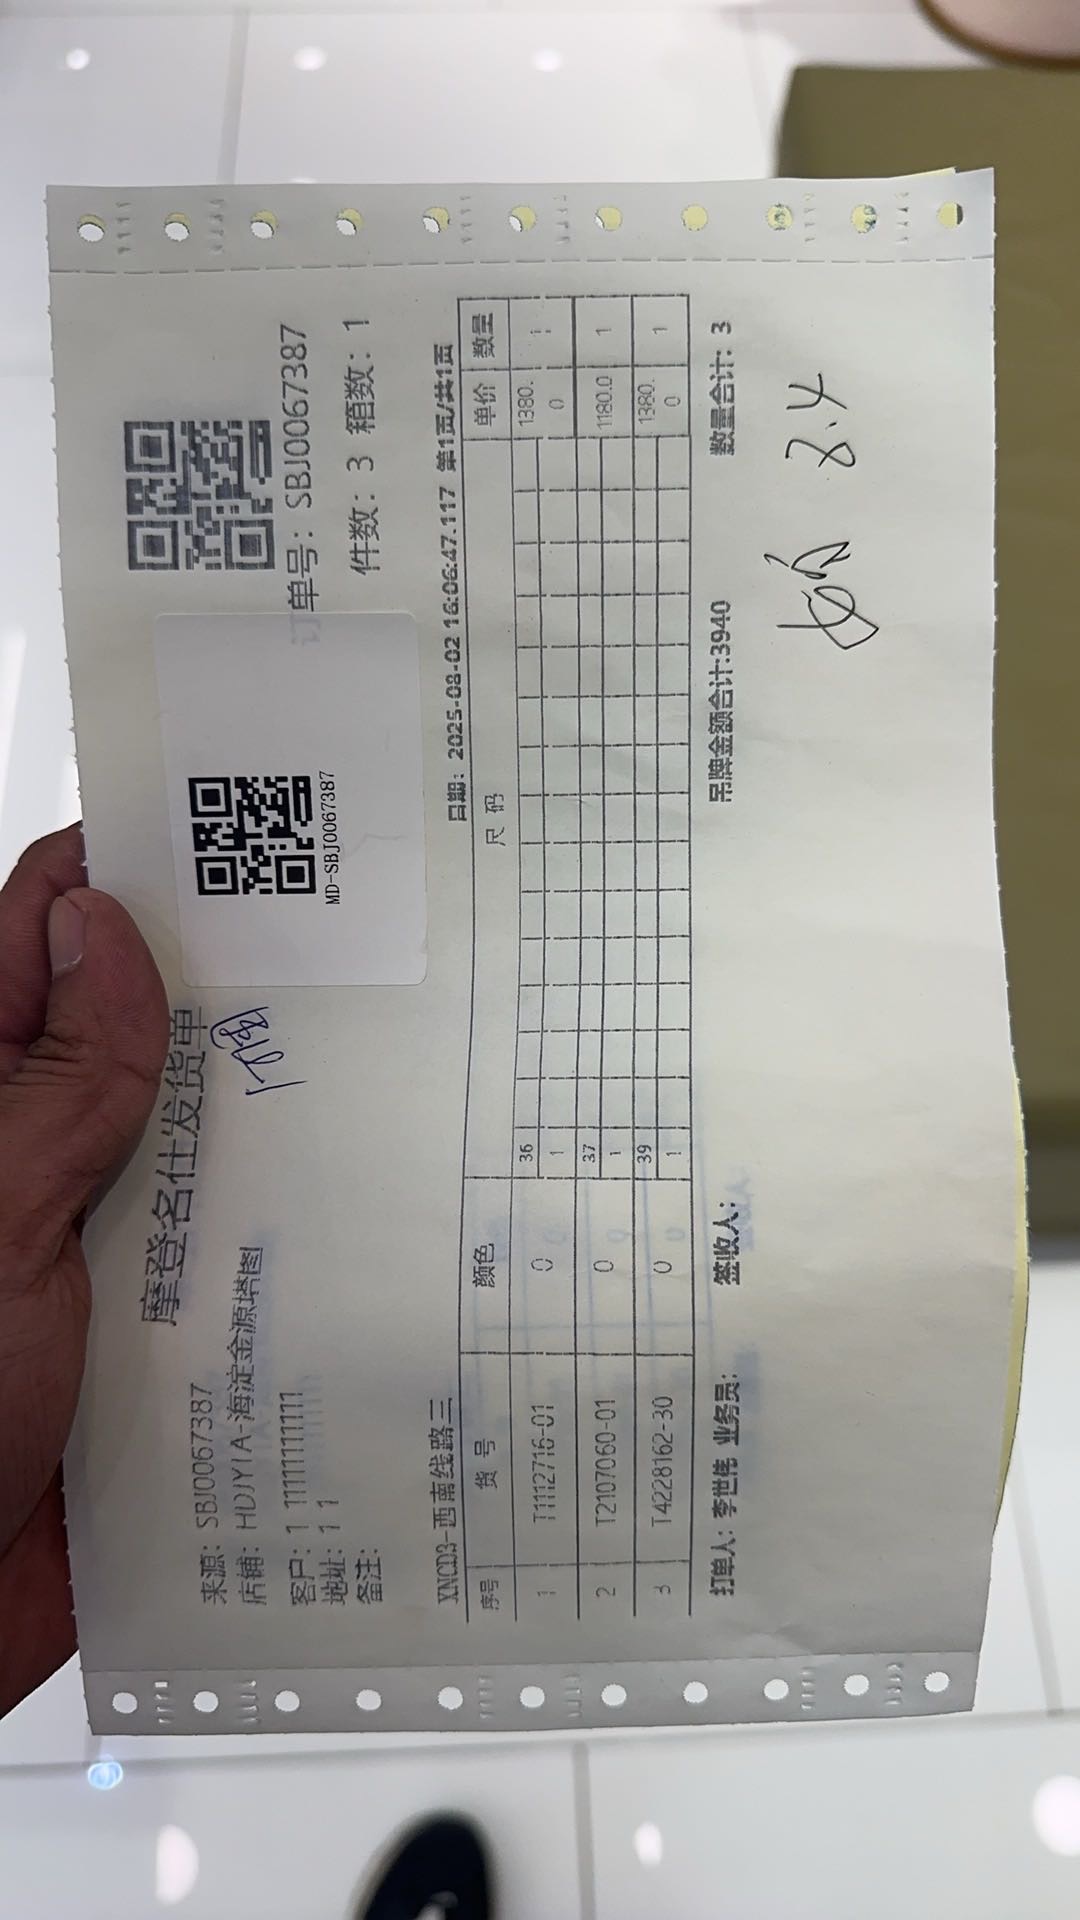 摩登名仕发货单
来源: SBJ0067387
店铺: HDJYIA-海淀金源塔图
客户: 1 11111111111
地址: 1 1
备注:
MD-SBJ0067387
订单号: SBJ0067387
件数: 3 箱数: 1
XNCD3-西南线路三 日期: 2025-08-02 16:06:47.117 第1页/共1页
序号 货号 颜色 尺码 单价 数量
1 T1112716-01 0 36 1 1380.0 1
2 T2107060-01 0 37 1 1180.0 1
3 T4228162-30 0 39 1 1380.0 1
打单人: 李世伟 业务员: 签收人: 吊牌金额合计:3940 数量合计: 3
8.4